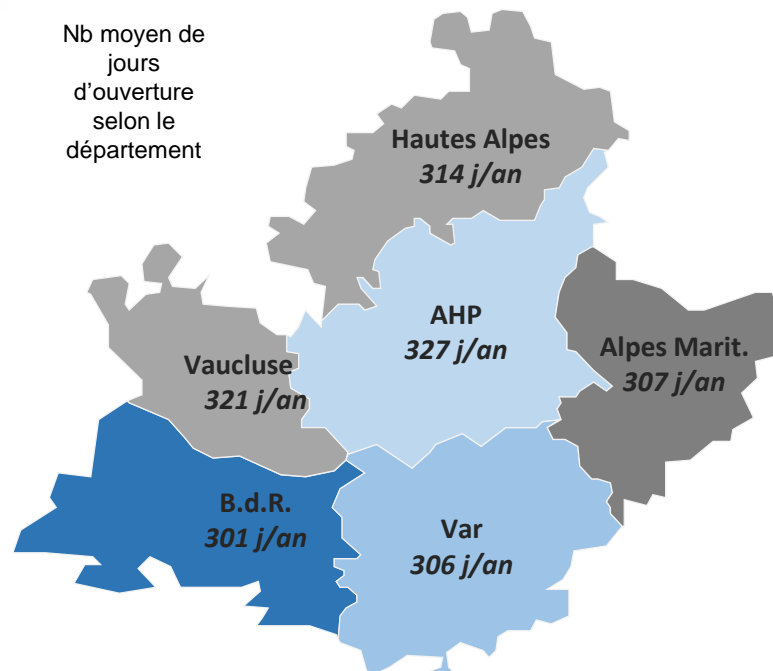 Nb moyen de
jours
d'ouverture
selon le
département
Hautes Alpes
314 j/an
AHP
327 j/an
Alpes Marit.
307 j/an
Vaucluse
321 j/an
B.d.R.
301 j/an
Var
306 j/an